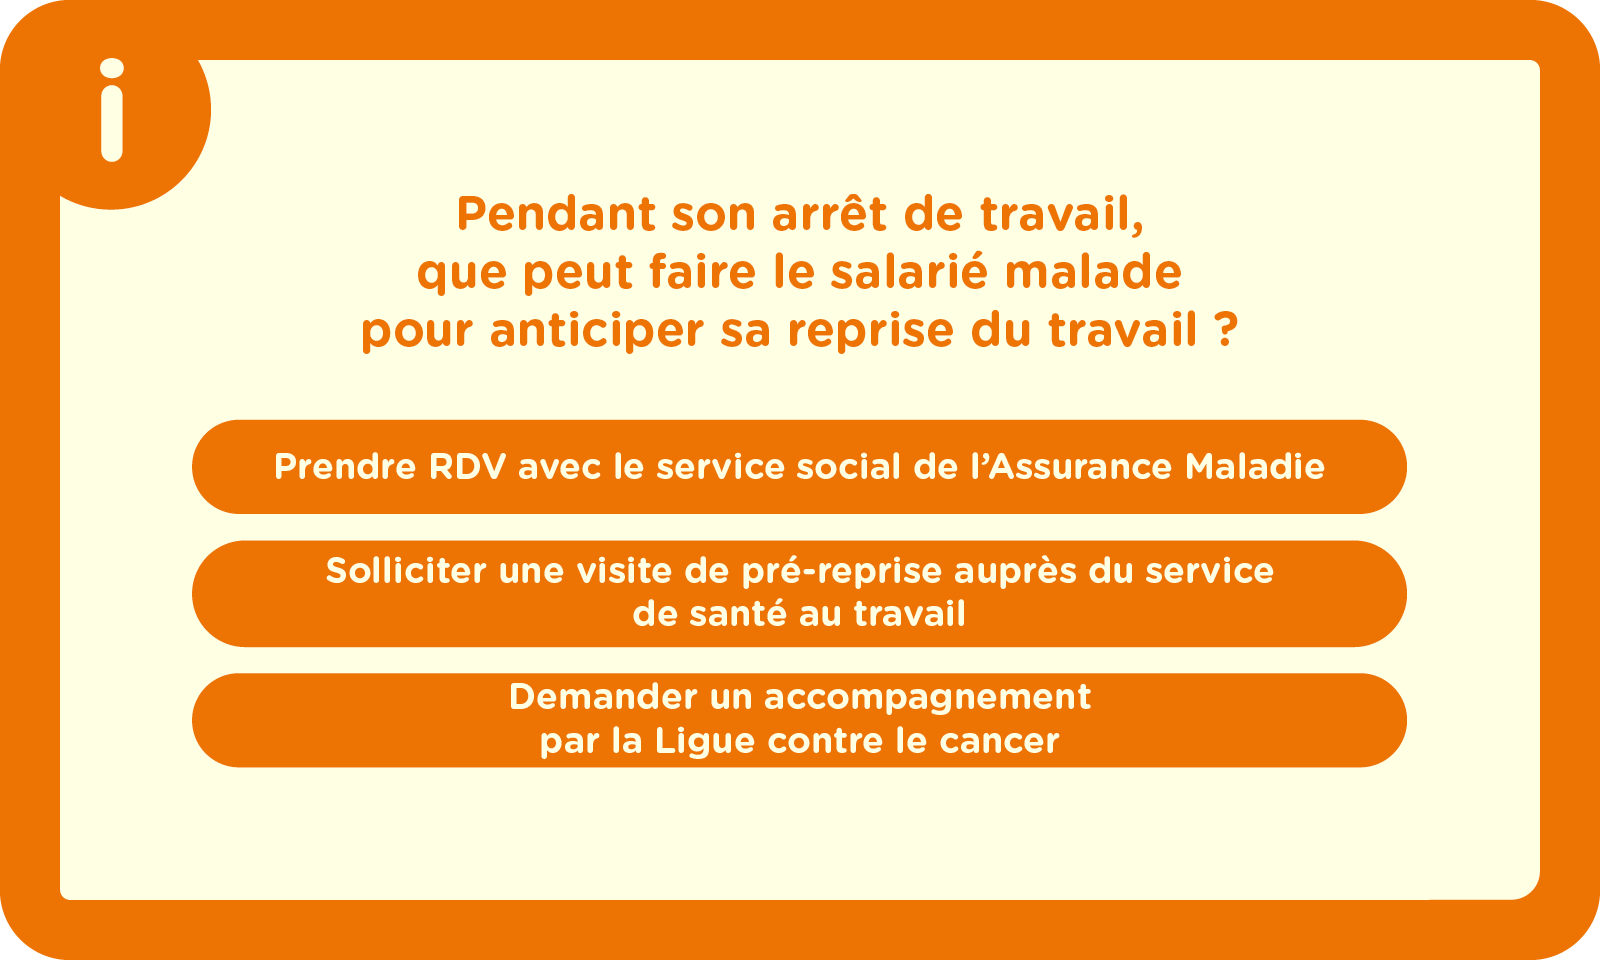 i
Pendant son arrêt de travail,
que peut faire le salarié malade
pour anticiper sa reprise du travail ?
Prendre RDV avec le service social de l’Assurance Maladie
Solliciter une visite de pré-reprise auprès du service
de santé au travail
Demander un accompagnement
par la Ligue contre le cancer